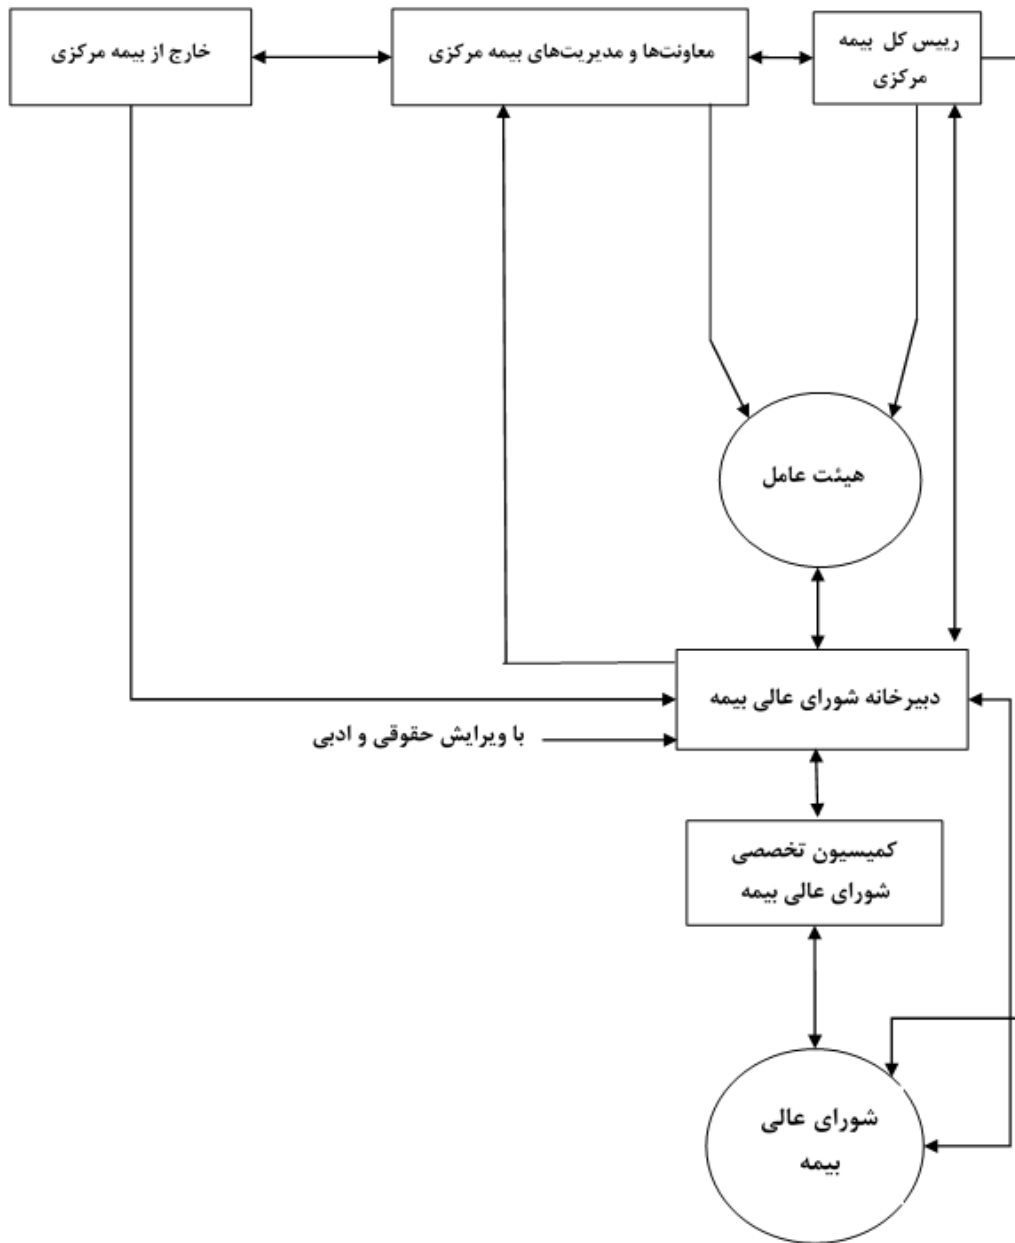 رییس کل بیمه
مرکزی
معاونت‌ها و مدیریت‌های بیمه مرکزی
خارج از بیمه مرکزی
هیئت عامل
دبیرخانه شورای عالی بیمه
با ویرایش حقوقی و ادبی
کمیسیون تخصصی
شورای عالی بیمه
شورای عالی
بیمه